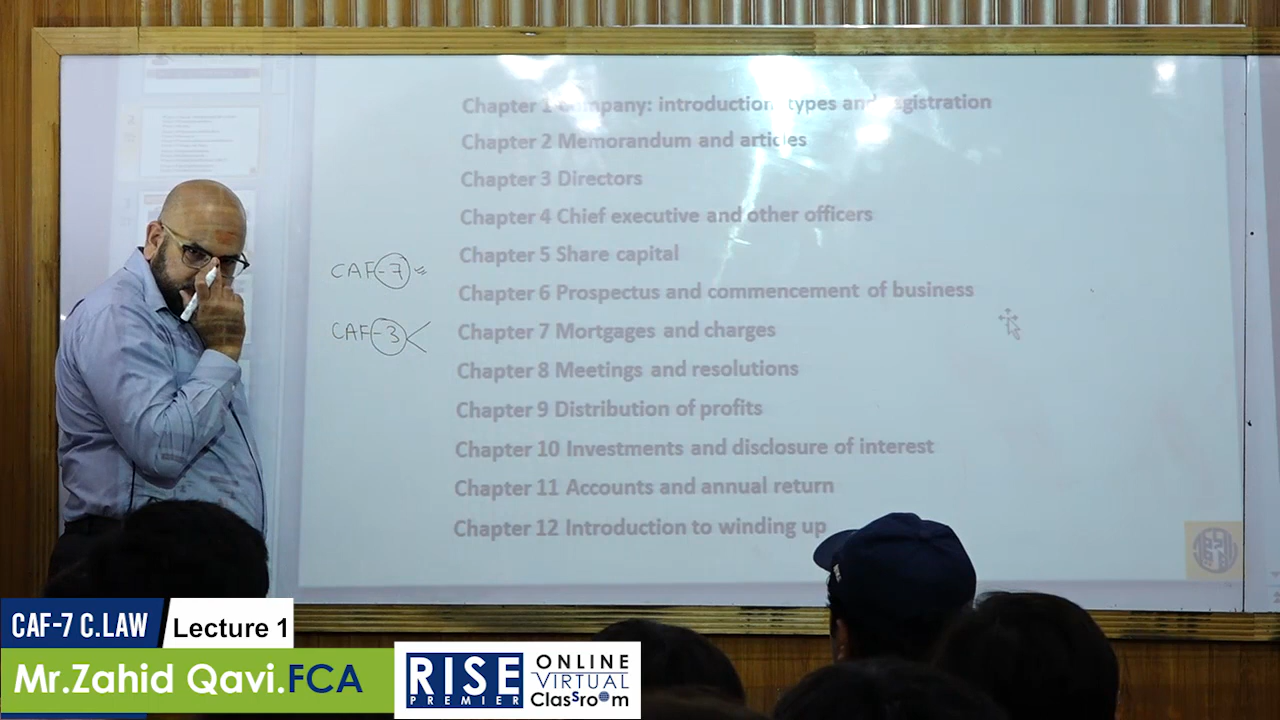 Chapter 1 Company: introduction, types and registration
Chapter 2 Memorandum and articles
Chapter 3 Directors
Chapter 4 Chief executive and other officers
Chapter 5 Share capital
CAF-7
Chapter 6 Prospectus and commencement of business
CAF-3
Chapter 7 Mortgages and charges
Chapter 8 Meetings and resolutions
Chapter 9 Distribution of profits
Chapter 10 Investments and disclosure of interest
Chapter 11 Accounts and annual return
Chapter 12 Introduction to winding up
CAF-7 C.LAW
Lecture 1
Mr.Zahid Qavi.FCA
RISE
PREMIER
ONLINE
VIRTUAL
Classroom